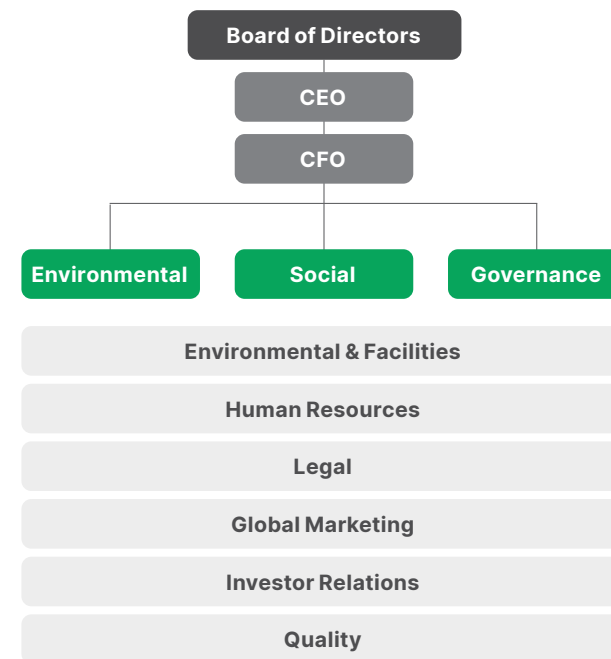 Board of Directors
CEO
CFO
Environmental
Social
Governance
Environmental & Facilities
Human Resources
Legal
Global Marketing
Investor Relations
Quality